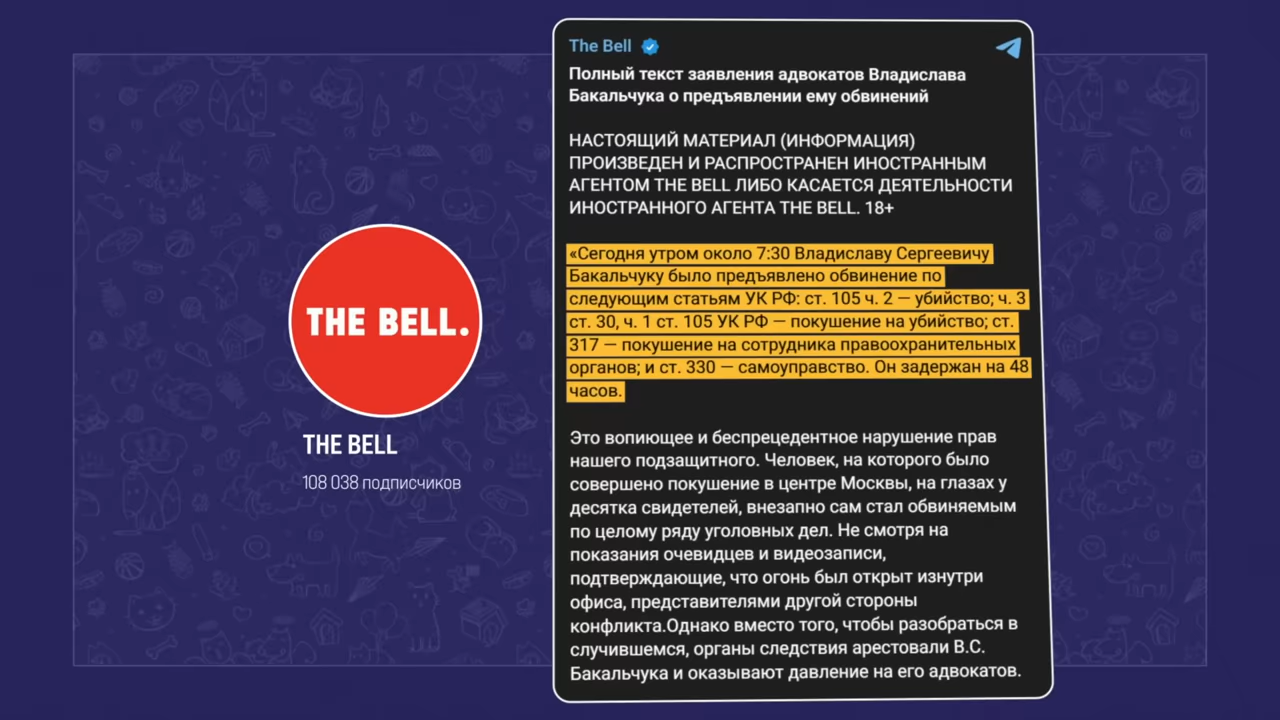 THE BELL.
THE BELL
108 038 подписчиков
The Bell
Полный текст заявления адвокатов Владислава
Бакальчука о предъявлении ему обвинений
НАСТОЯЩИЙ МАТЕРИАЛ (ИНФОРМАЦИЯ)
ПРОИЗВЕДЕН И РАСПРОСТРАНЕН ИНОСТРАННЫМ
АГЕНТОМ THE BELL ЛИБО КАСАЕТСЯ ДЕЯТЕЛЬНОСТИ
ИНОСТРАННОГО АГЕНТА THE BELL. 18+
«Сегодня утром около 7:30 Владиславу Сергеевичу
Бакальчуку было предъявлено обвинение по
следующим статьям УК РФ: ст. 105 ч. 2 — убийство; ч. 3
ст. 30, ч. 1 ст. 105 УК РФ — покушение на убийство; ст.
317 — покушение на сотрудника правоохранительных
органов; и ст. 330 — самоуправство. Он задержан на 48
часов.
Это вопиющее и беспрецедентное нарушение прав
нашего подзащитного. Человек, на которого было
совершено покушение в центре Москвы, на глазах у
десятка свидетелей, внезапно сам стал обвиняемым
по целому ряду уголовных дел. Не смотря на
показания очевидцев и видеозаписи,
подтверждающие, что огонь был открыт изнутри
офиса, представителями другой стороны
конфликта.Однако вместо того, чтобы разобраться в
случившемся, органы следствия арестовали В.С.
Бакальчука и оказывают давление на его адвокатов.